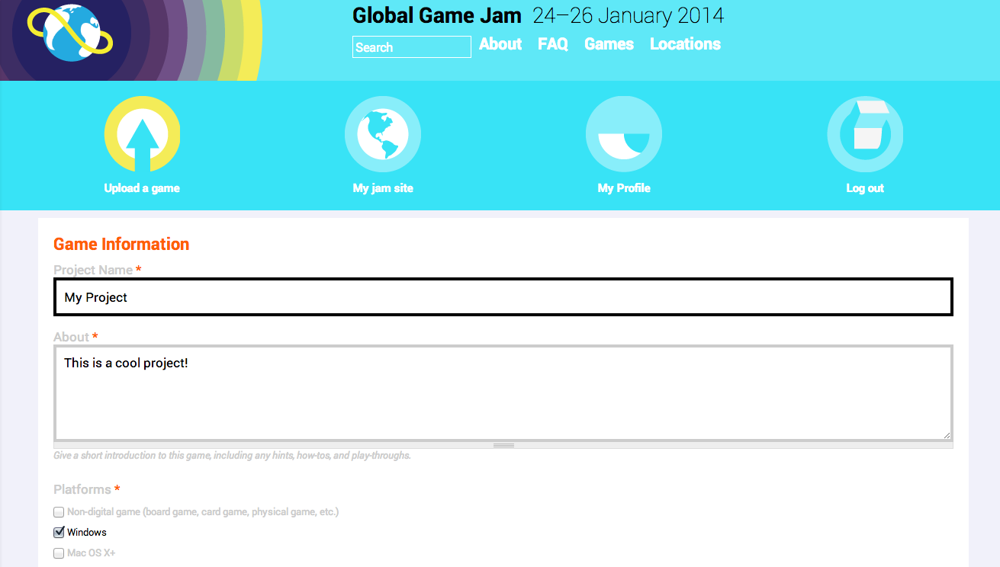 Global Game Jam 24–26 January 2014
Search About FAQ Games Locations
Upload a game My jam site My Profile Log out
Game Information
Project Name *
My Project
About *
This is a cool project!
Give a short introduction to this game, including any hints, how-tos, and play-throughs.
Platforms *
Non-digital game (board game, card game, physical game, etc.)
Windows
Mac OS X+